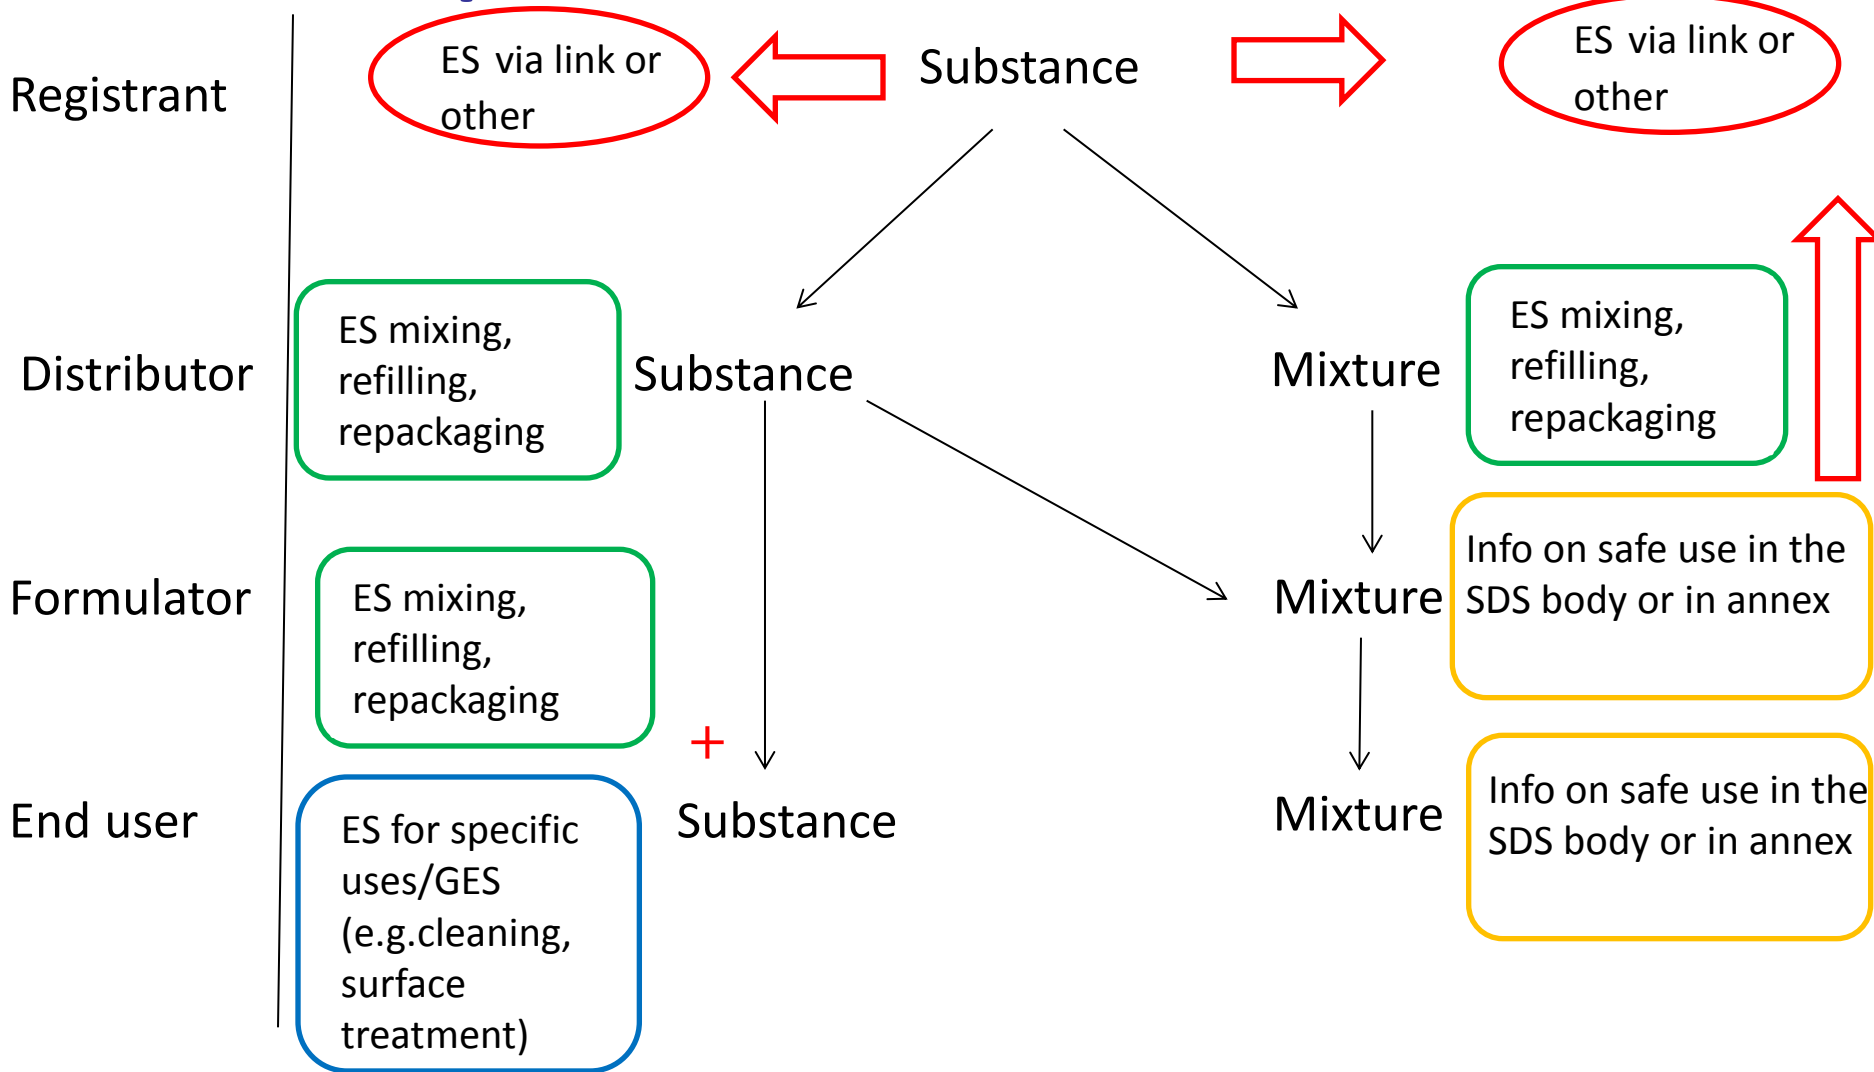 ES via link or
other
Substance
ES via link or
other
Registrant
ES mixing,
refilling,
repackaging
Distributor
Substance
Mixture
ES mixing,
refilling,
repackaging
Formulator
ES mixing,
refilling,
repackaging
Mixture
Info on safe use in the
SDS body or in annex
+
End user
ES for specific
uses/GES
(e.g.cleaning,
surface
treatment)
Substance
Mixture
Info on safe use in the
SDS body or in annex